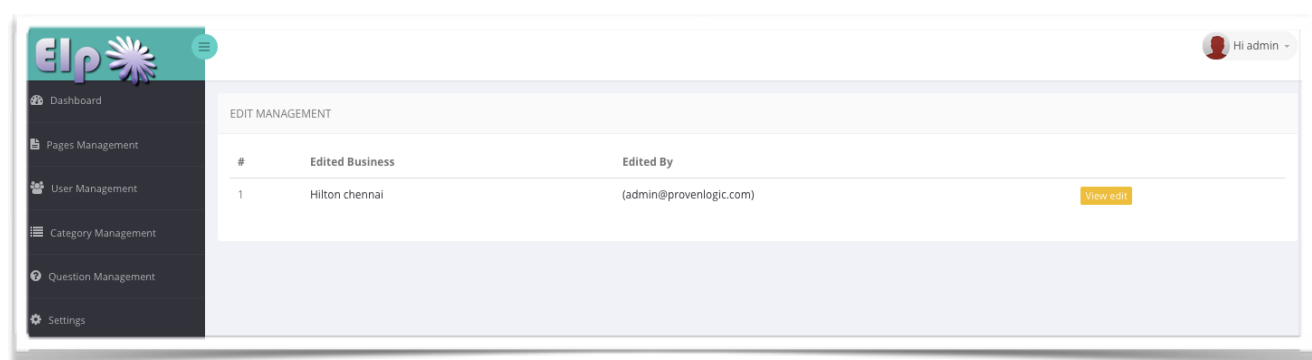 Elp
Hi admin
Dashboard
EDIT MANAGEMENT
Pages Management
# Edited Business Edited By
User Management
1 Hilton chennai (admin@provenlogic.com) View edit
Category Management
Question Management
Settings